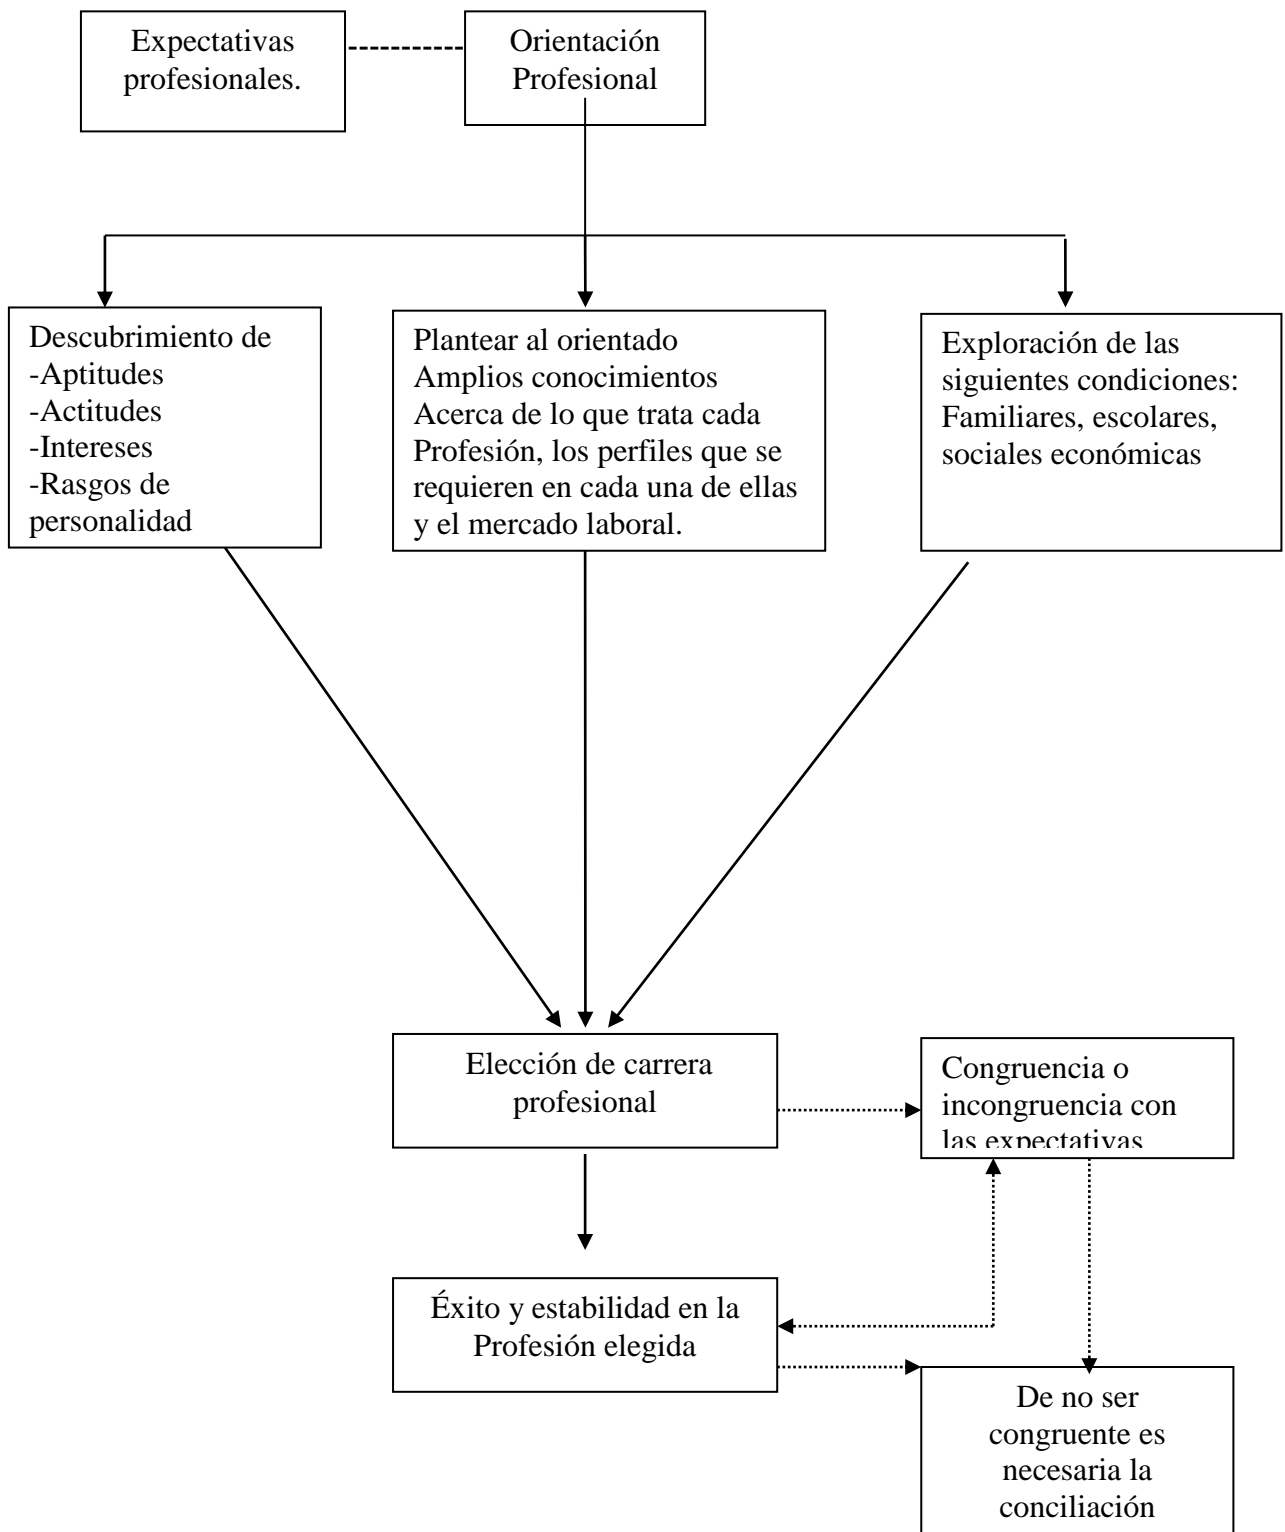 Expectativas
profesionales.
Orientación
Profesional
Descubrimiento de
-Aptitudes
-Actitudes
-Intereses
-Rasgos de
personalidad
Plantear al orientado
Amplios conocimientos
Acerca de lo que trata cada
Profesión, los perfiles que se
requieren en cada una de ellas
y el mercado laboral.
Exploración de las
siguientes condiciones:
Familiares, escolares,
sociales económicas
Elección de carrera
profesional
Congruencia o
incongruencia con
las expectativas
Éxito y estabilidad en la
Profesión elegida
De no ser
congruente es
necesaria la
conciliación